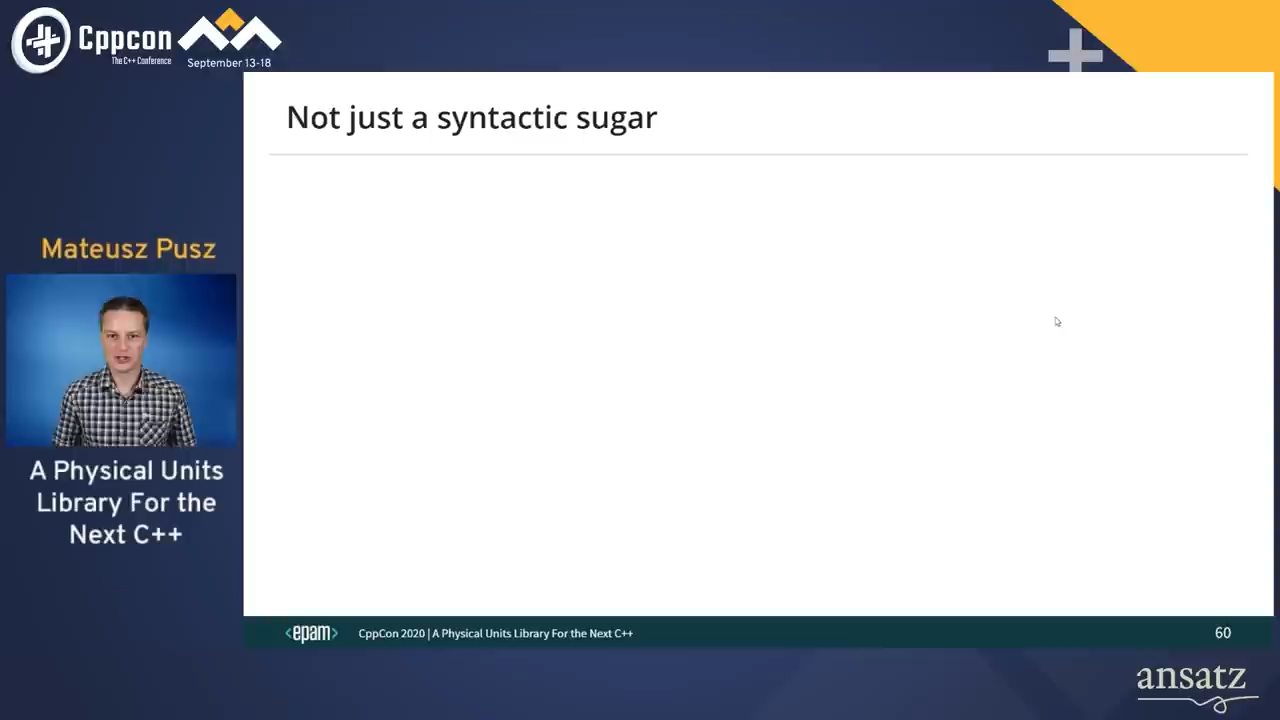 Cppcon
The C++ Conference
September 13-18
Not just a syntactic sugar
Mateusz Pusz
A Physical Units
Library For the
Next C++
<epam>
CppCon 2020 | A Physical Units Library For the Next C++
60
ansatz